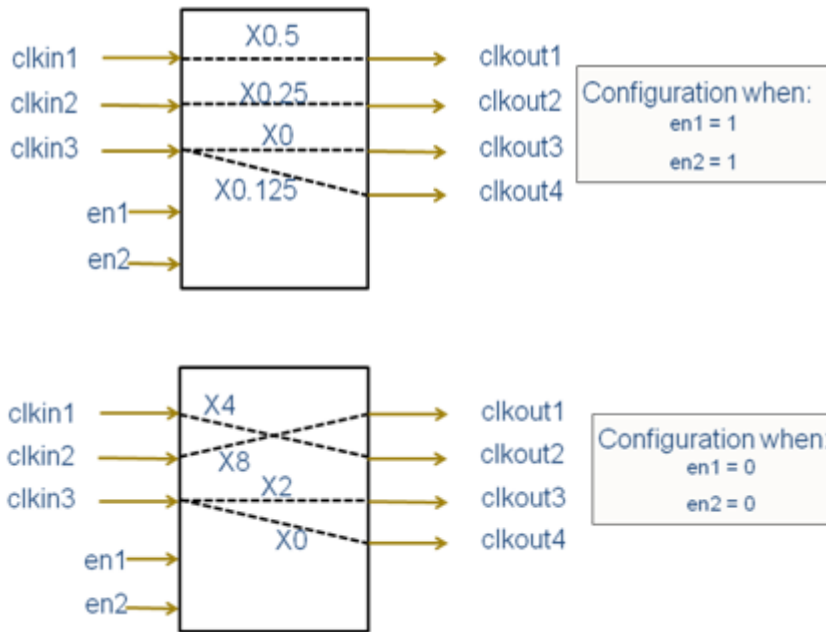 clkin1 X0.5 clkout1
clkin2 X0.25 clkout2
clkin3 X0 clkout3
X0.125 clkout4
en1
en2
Configuration when:
en1 = 1
en2 = 1
clkin1 X4 clkout1
clkin2 X8 clkout2
clkin3 X2 clkout3
X0 clkout4
en1
en2
Configuration when:
en1 = 0
en2 = 0